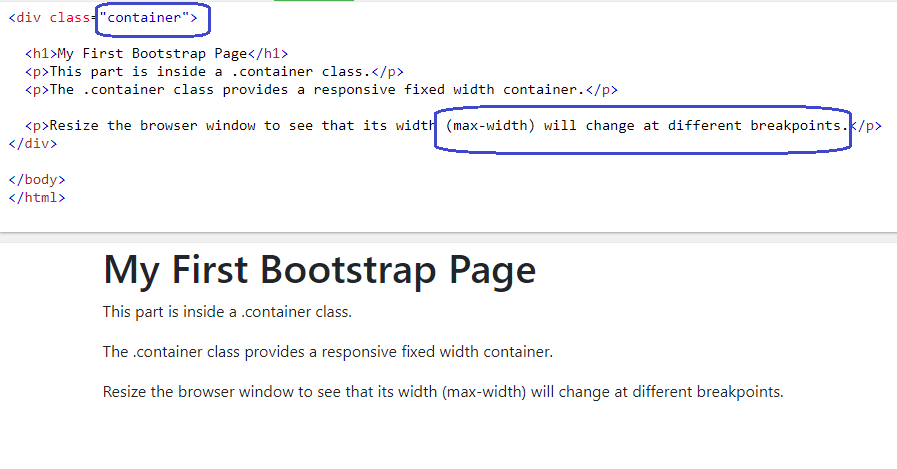 <div class="container">
<h1>My First Bootstrap Page</h1>
<p>This part is inside a .container class.</p>
<p>The .container class provides a responsive fixed width container.</p>
<p>Resize the browser window to see that its width (max-width) will change at different breakpoints.</p>
</div>
</body>
</html>
My First Bootstrap Page
This part is inside a .container class.
The .container class provides a responsive fixed width container.
Resize the browser window to see that its width (max-width) will change at different breakpoints.